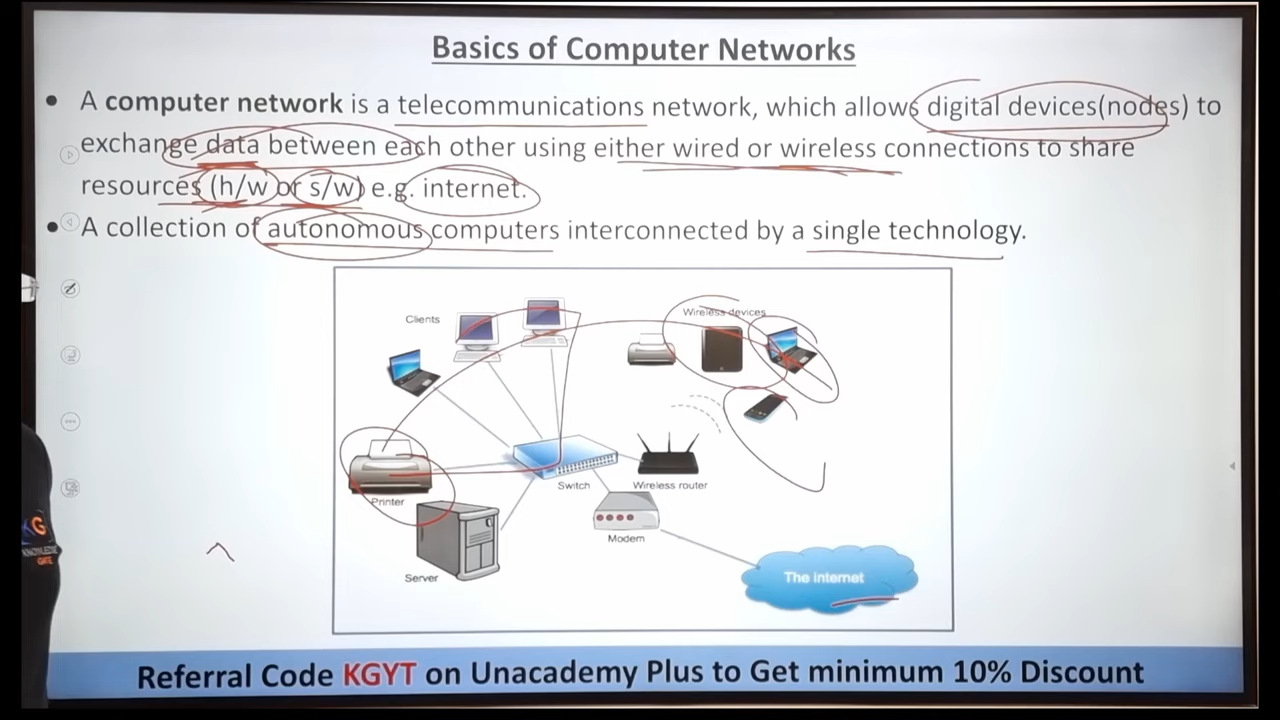 Basics of Computer Networks
• A computer network is a telecommunications network, which allows digital devices(nodes) to
exchange data between each other using either wired or wireless connections to share
resources (h/w or s/w) e.g. internet.
• A collection of autonomous computers interconnected by a single technology.
Clients
Wireless devices
Printer
Switch
Wireless router
Modem
Server
The internet
KG
KNOWLEDGE
GATE
Referral Code KGYT on Unacademy Plus to Get minimum 10% Discount